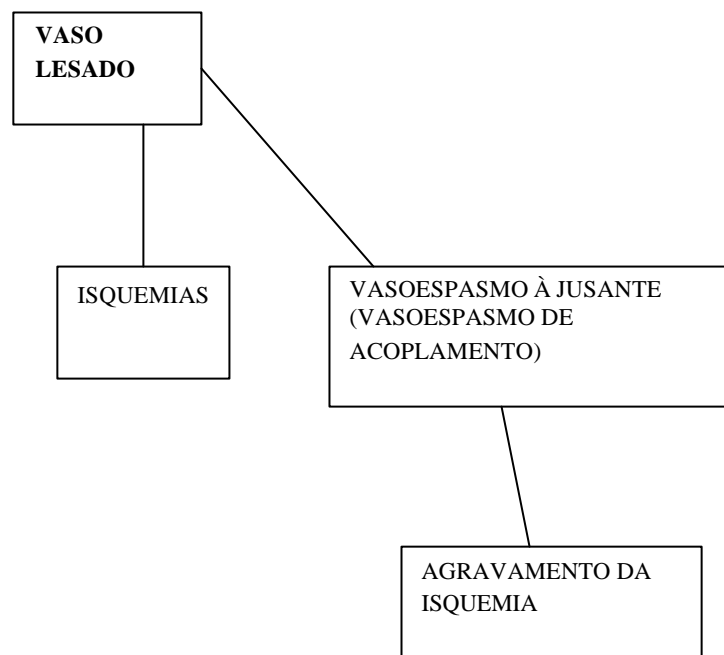 VASO
LESADO
ISQUEMIAS
VASOESPASMO À JUSANTE
(VASOESPASMO DE
ACOPLAMENTO)
AGRAVAMENTO DA
ISQUEMIA